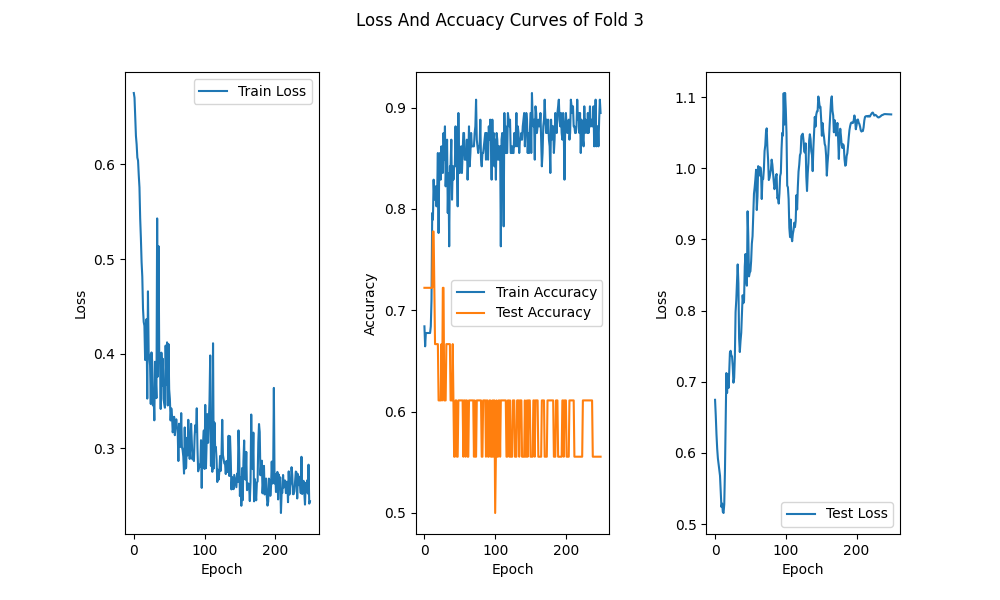 Loss And Accuacy Curves of Fold 3
Train Loss
0.6
0.5
0.4
0.3
Loss
0
100
200
Epoch
0.9
0.8
0.7
0.6
0.5
Accuracy
Train Accuracy
Test Accuracy
0
100
200
Epoch
1.1
1.0
0.9
0.8
0.7
0.6
0.5
Loss
Test Loss
0
100
200
Epoch